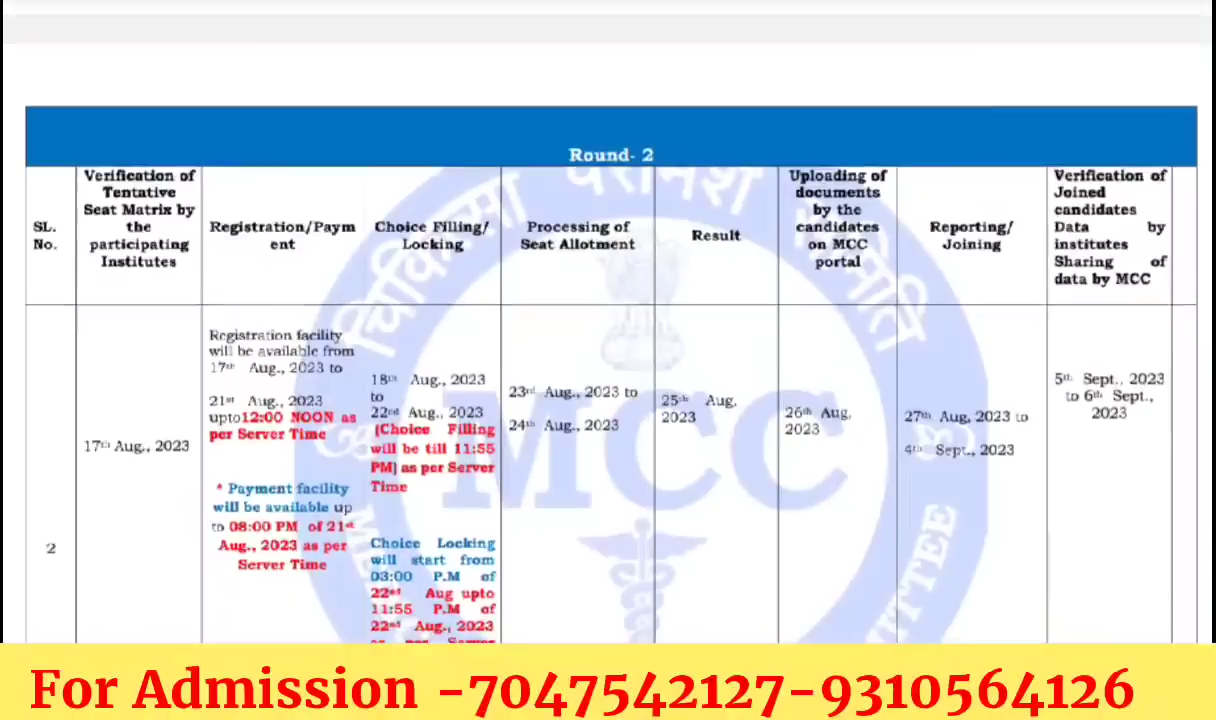 Round- 2
SL.
No.
Verification of
Tentative
Seat Matrix by
the
participating
Institutes
Registration/Paym
ent
Choice Filling/
Locking
Processing of
Seat Allotment
Result
Uploading of
documents
by the
candidates
on MCC
portal
Reporting/
Joining
Verification of
Joined
candidates
Data by
institutes
Sharing of
data by MCC
2
17th Aug., 2023
Registration facility
will be available from
17th Aug., 2023 to
21st Aug., 2023
upto12:00 NOON as
per Server Time
* Payment facility
will be available up
to 08:00 PM of 21st
Aug., 2023 as per
Server Time
18th Aug., 2023
to
22nd Aug., 2023
(Choice Filling
will be till 11:55
PM) as per Server
Time
Choice Locking
will start from
03:00 P.M of
22nd Aug upto
11:55 P.M of
22nd Aug., 2023
as per Server
23rd Aug., 2023 to
24th Aug., 2023
25th Aug,
2023
26th Aug,
2023
27th Aug, 2023 to
4th Sept., 2023
5th Sept., 2023
to 6th Sept.,
2023
चिकित्सा परामर्श समिति
MCC
For Admission -7047542127-9310564126